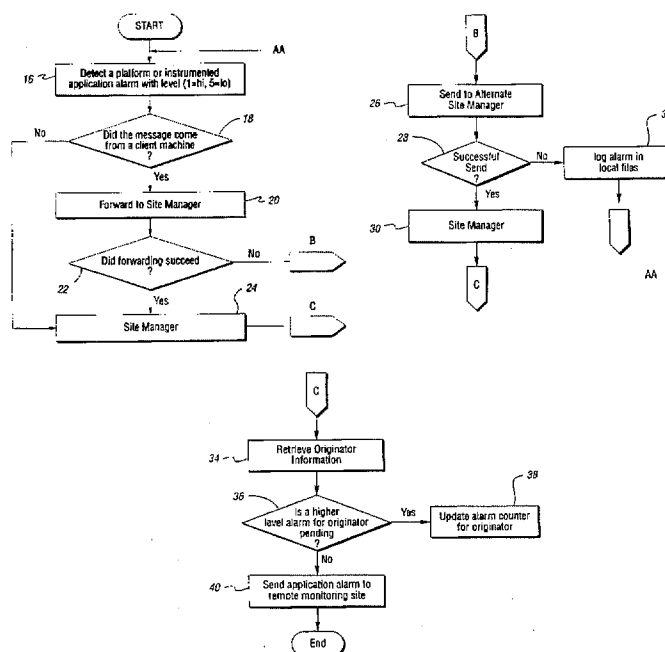 START
AA
16
Detect a platform or instrumented
application alarm with level (1=hi, 5=lo)
18
No
Did the message come
from a client machine
?
Yes
Forward to Site Manager
20
Did forwarding succeed
?
22
No
B
Yes
24
Site Manager
C
B
26
Send to Alternate
Site Manager
28
Successful
Send
?
No
log alarm in
local files
Yes
30
Site Manager
C
AA
C
34
Retrieve Originator
Information
36
Is a higher
level alarm for originator
pending
?
Yes
38
Update alarm counter
for originator
No
40
Send application alarm to
remote monitoring site
End